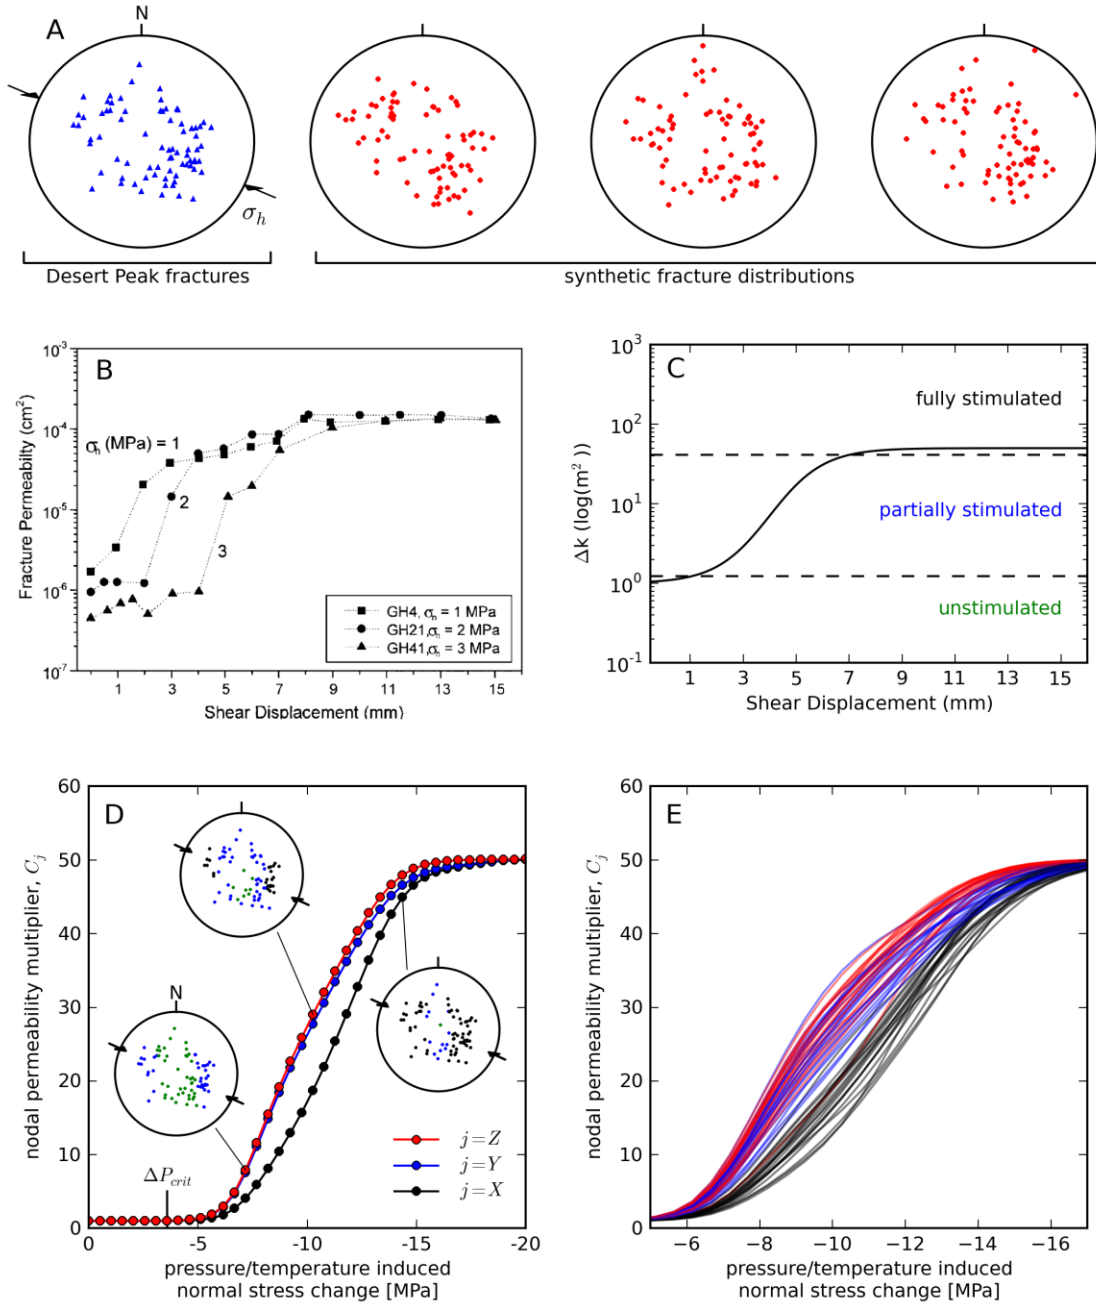 A
N
σh
Desert Peak fractures
synthetic fracture distributions
B
Fracture Permeabilty (cm²)
10⁻³
10⁻⁴
10⁻⁵
10⁻⁶
10⁻⁷
σn (MPa) = 1
2
3
GH4, σn = 1 MPa
GH21, σn = 2 MPa
GH41, σn = 3 MPa
1 3 5 7 9 11 13 15
Shear Displacement (mm)
C
Δk (log(m² ))
10³
10²
10¹
10⁰
10⁻¹
fully stimulated
partially stimulated
unstimulated
1 3 5 7 9 11 13 15
Shear Displacement (mm)
D
nodal permeability multiplier, Cj
60
50
40
30
20
10
0
N
ΔPcrit
j=Z
j=Y
j=X
0 -5 -10 -15 -20
pressure/temperature induced
normal stress change [MPa]
E
nodal permeability multiplier, Cj
60
50
40
30
20
10
0
−6 −8 −10 −12 −14 −16
pressure/temperature induced
normal stress change [MPa]